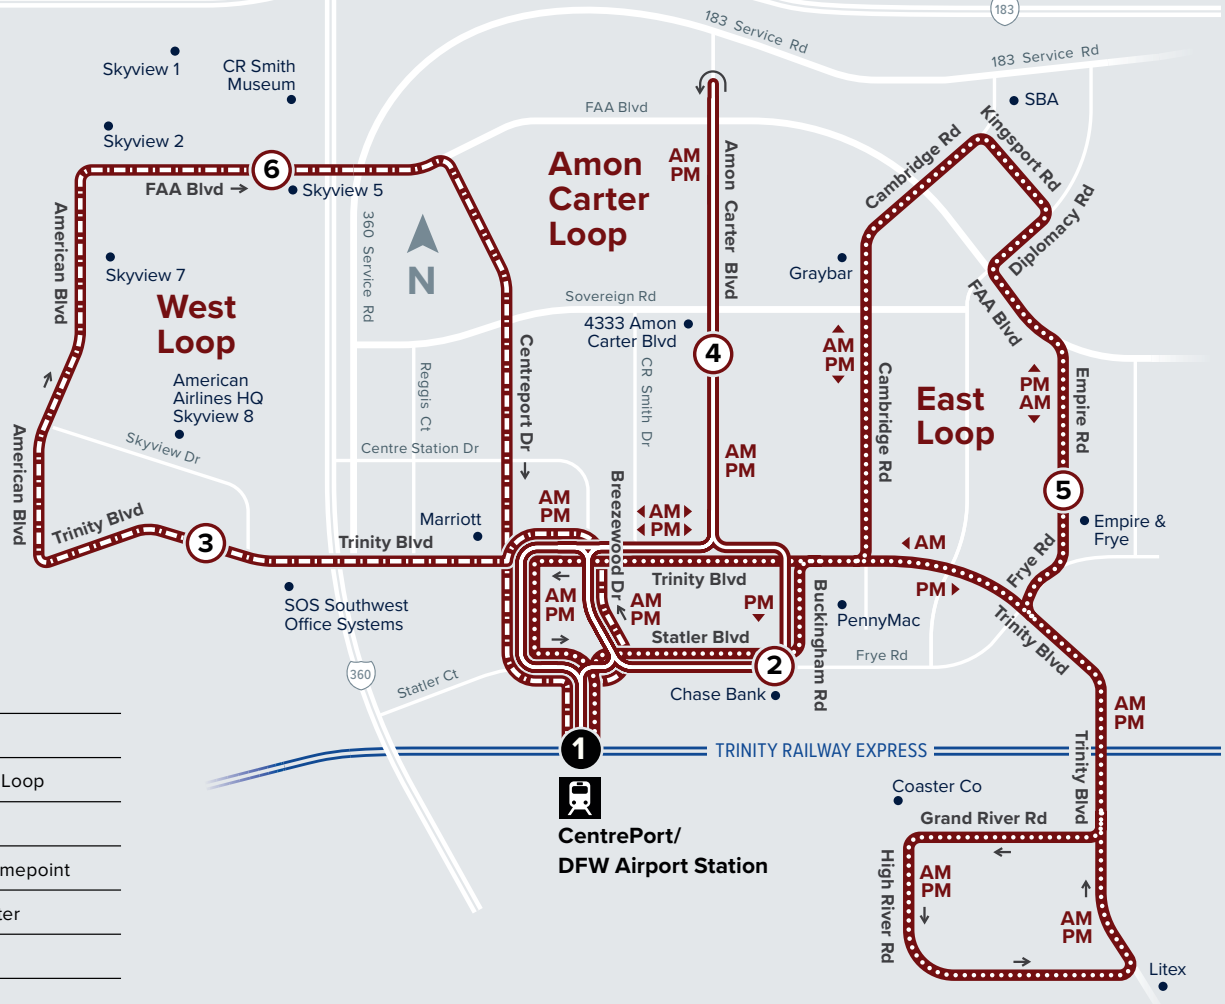 183
183 Service Rd
183 Service Rd
Skyview 1
CR Smith
Museum
SBA
FAA Blvd
Kingsport Rd
Skyview 2
Cambridge Rd
Amon
Carter
Loop
AM
PM
Amon Carter Blvd
6
FAA Blvd
Skyview 5
Diplomacy Rd
American Blvd
360 Service Rd
N
Skyview 7
Graybar
FAA Blvd
West
Loop
Sovereign Rd
4333 Amon
Carter Blvd
4
AM
PM
PM
AM
Centreport Dr
Reggis Ct
CR Smith Dr
Cambridge Rd
Empire Rd
American
Airlines HQ
Skyview 8
East
Loop
American Blvd
Skyview Dr
Centre Station Dr
AM
PM
5
Breezewood Dr
AM
PM
AM
PM
Trinity Blvd
Marriott
Empire &
Frye
3
Trinity Blvd
AM
Frye Rd
PM
Trinity Blvd
AM
PM
AM
PM
PM
Buckingham Rd
SOS Southwest
Office Systems
PennyMac
Trinity Blvd
Statler Blvd
2
Frye Rd
360
Statler Ct
Chase Bank
AM
PM
1
TRINITY RAILWAY EXPRESS
Trinity Blvd
Loop
Coaster Co
Grand River Rd
CentrePort/
DFW Airport Station
High River Rd
AM
PM
mepoint
ter
AM
PM
Litex